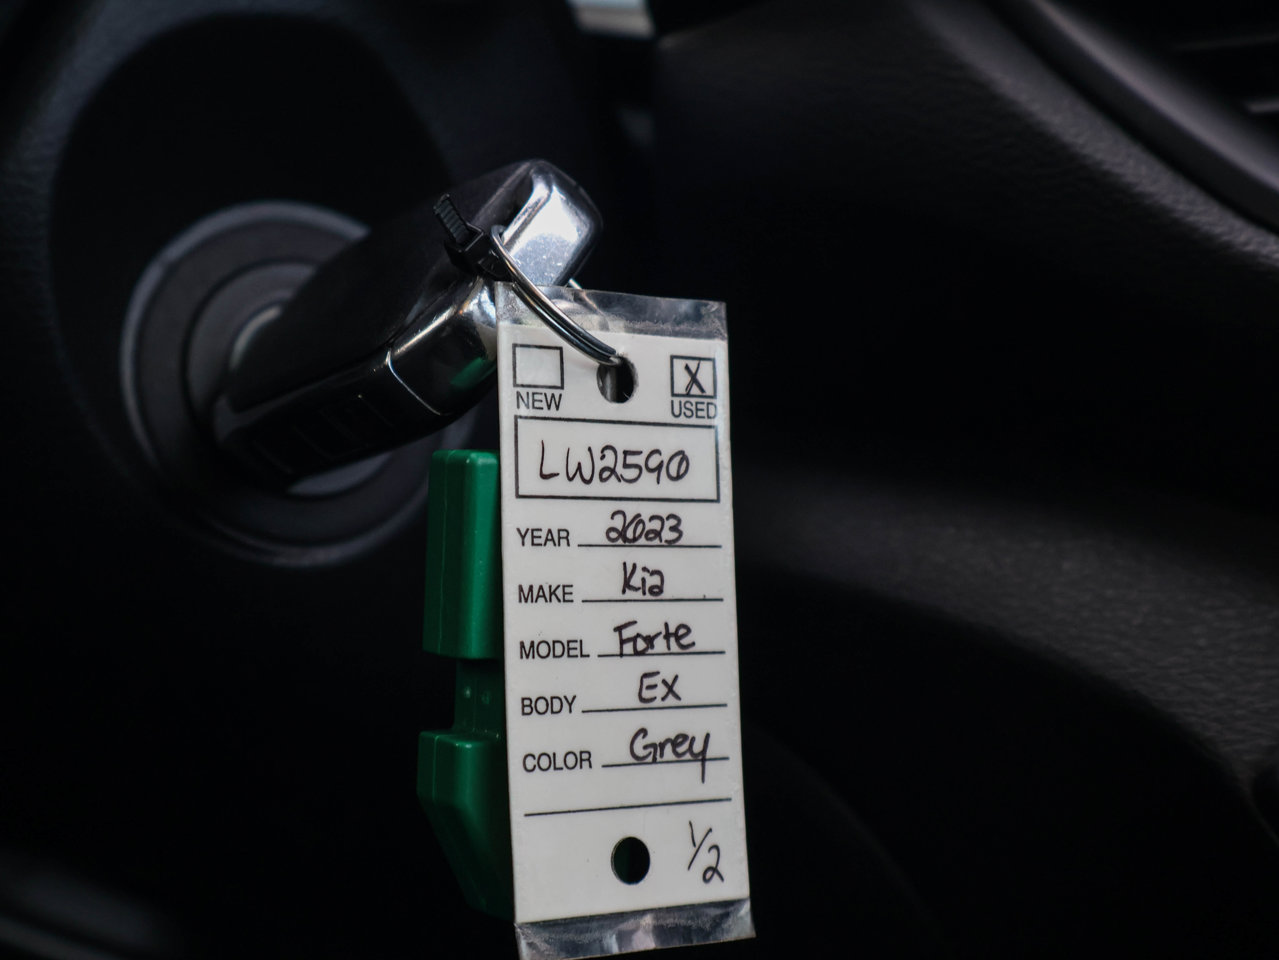 X
NEW USED
LW2590
YEAR 2023
MAKE Kia
MODEL Forte
BODY Ex
COLOR Grey
1/2